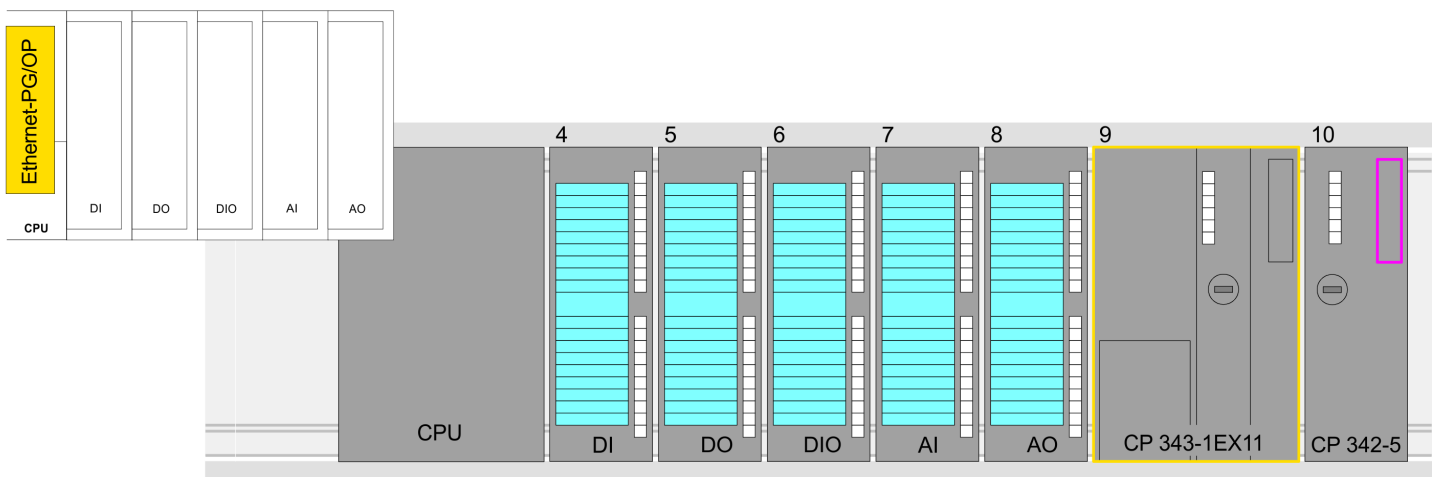 Ethernet-PG/OP
CPU
DI
DO
DIO
AI
AO
4
5
6
7
8
9
10
CPU
DI
DO
DIO
AI
AO
CP 343-1EX11
CP 342-5